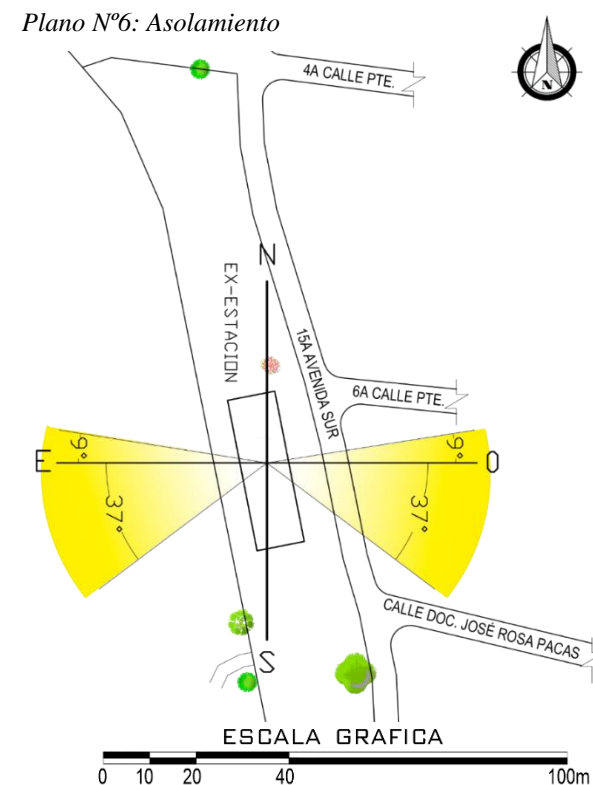 Plano Nº6: Asolamiento
4A CALLE PTE.
N
N
EX-ESTACION
15A AVENIDA SUR
6A CALLE PTE.
9°
9°
E
O
37°
37°
CALLE DOC. JOSÉ ROSA PACAS
S
ESCALA GRAFICA
0 10 20 40 100m